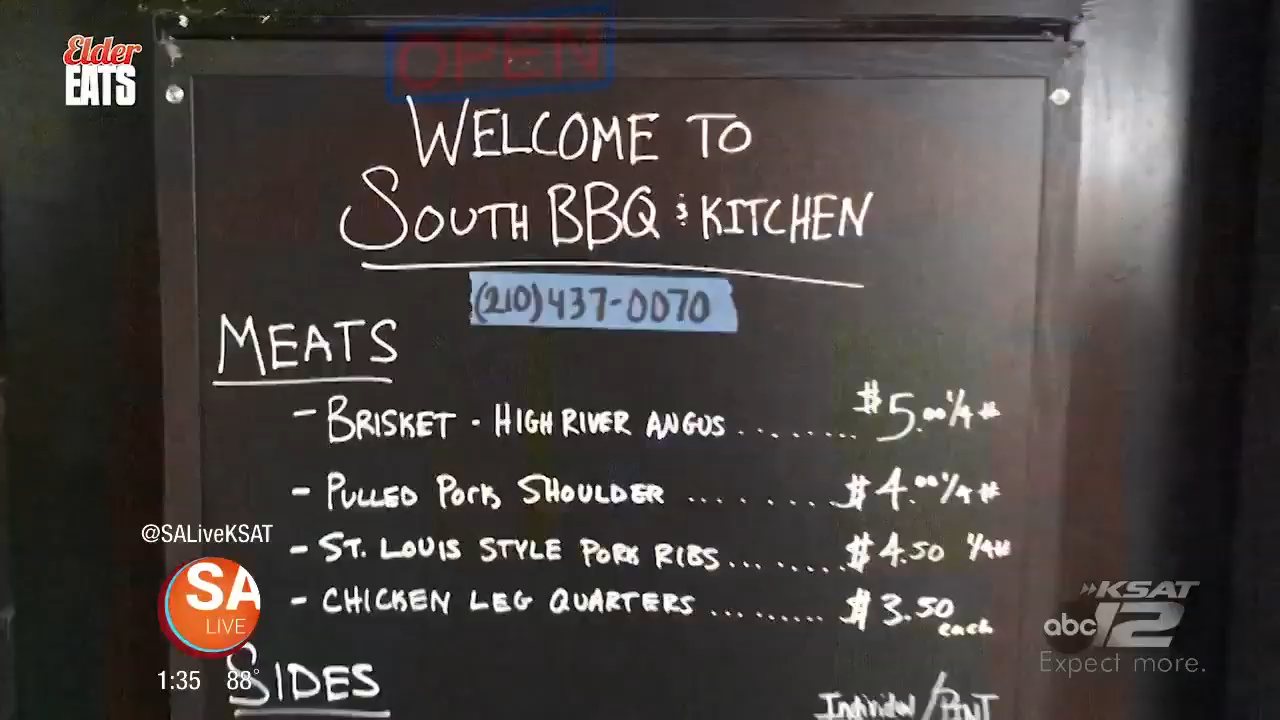 Elder
EATS
OPEN
WELCOME TO
SOUTH BBQ & KITCHEN
(210)437-0070
MEATS
- BRISKET - HIGH RIVER ANGUS ........ $5.00 1/4 #
- PULLED PORK SHOULDER ......... $4.00 1/4 #
- ST. LOUIS STYLE PORK RIBS......... $4.50 1/4 #
- CHICKEN LEG QUARTERS ......... $3.50 each
SIDES
Individual/PINT
@SALiveKSAT
SA
LIVE
1:35 88°
KSAT
abc 12
Expect more.